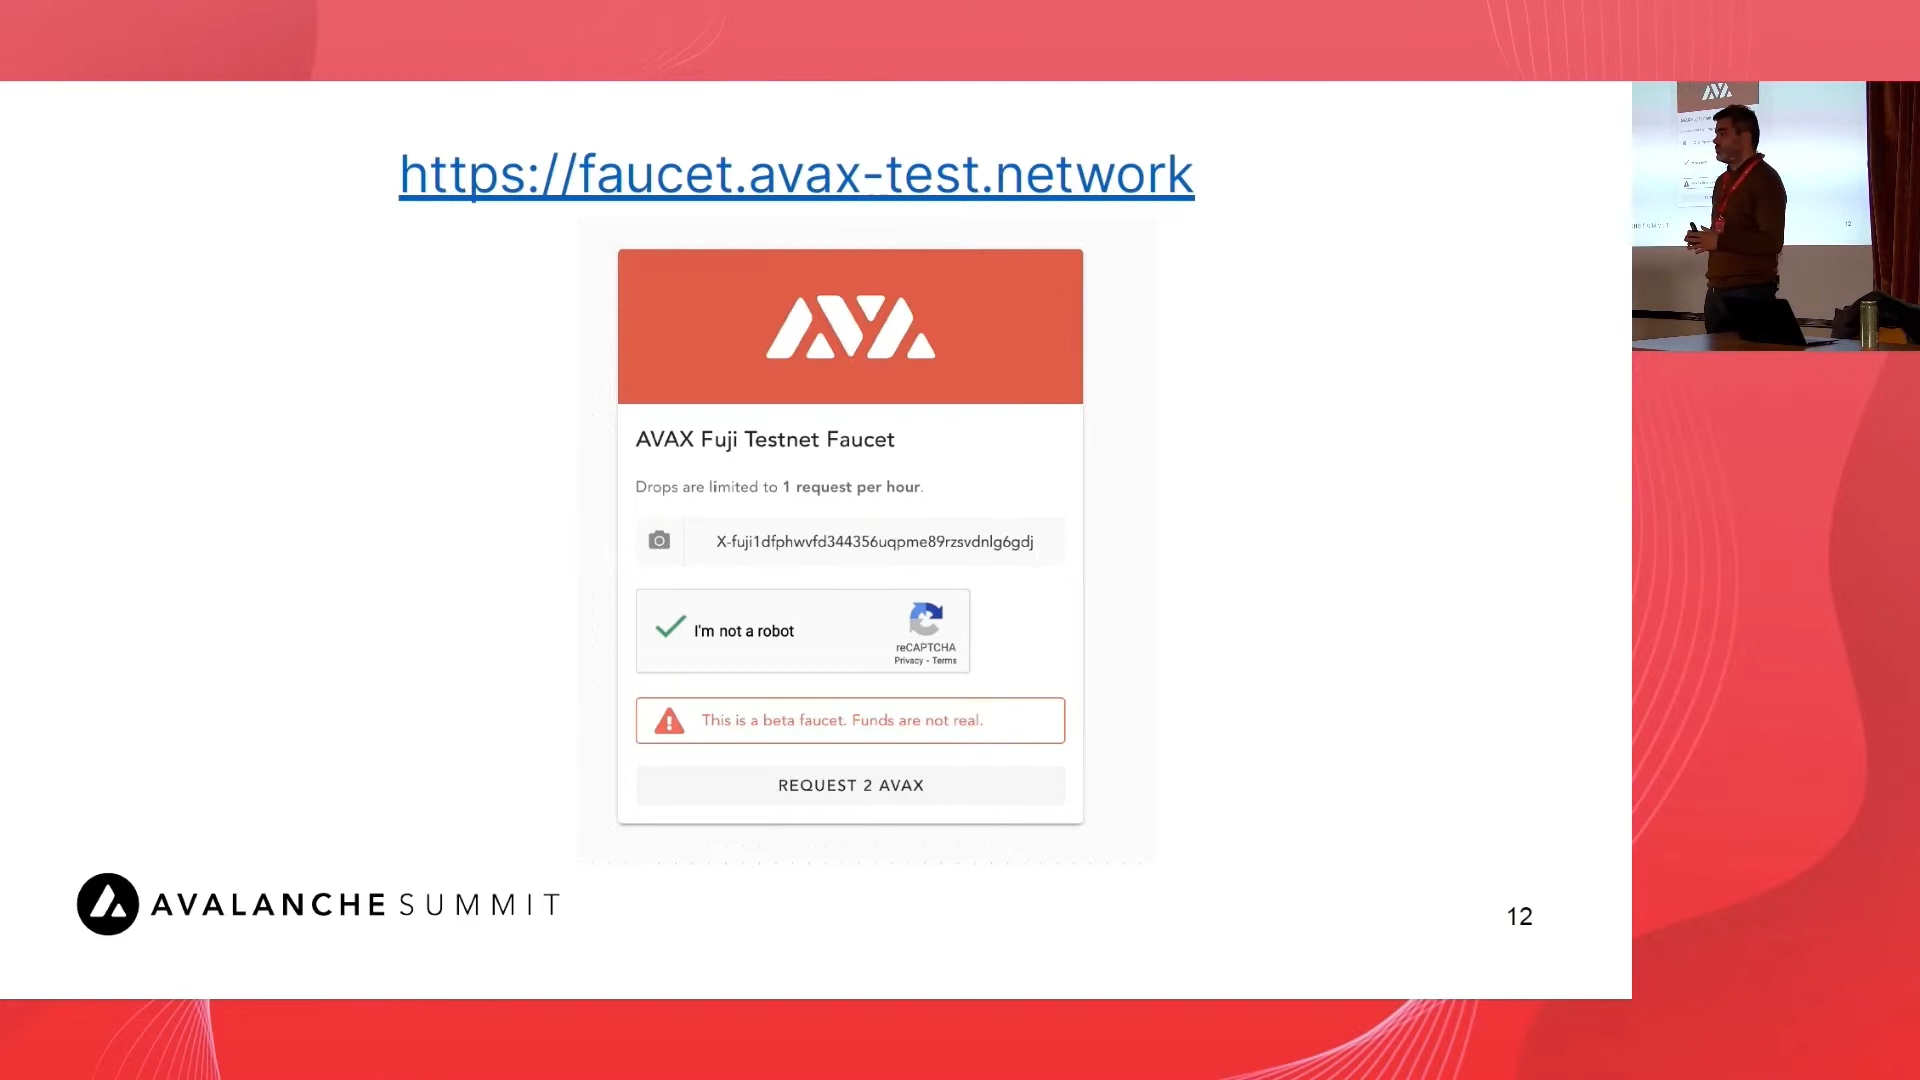 https://faucet.avax-test.network
AVAX Fuji Testnet Faucet
Drops are limited to 1 request per hour.
X-fuji1dfphwvfd344356uqpme89rzsvdnlg6gdj
I'm not a robot
reCAPTCHA
Privacy - Terms
This is a beta faucet. Funds are not real.
REQUEST 2 AVAX
AVALANCHE SUMMIT
12